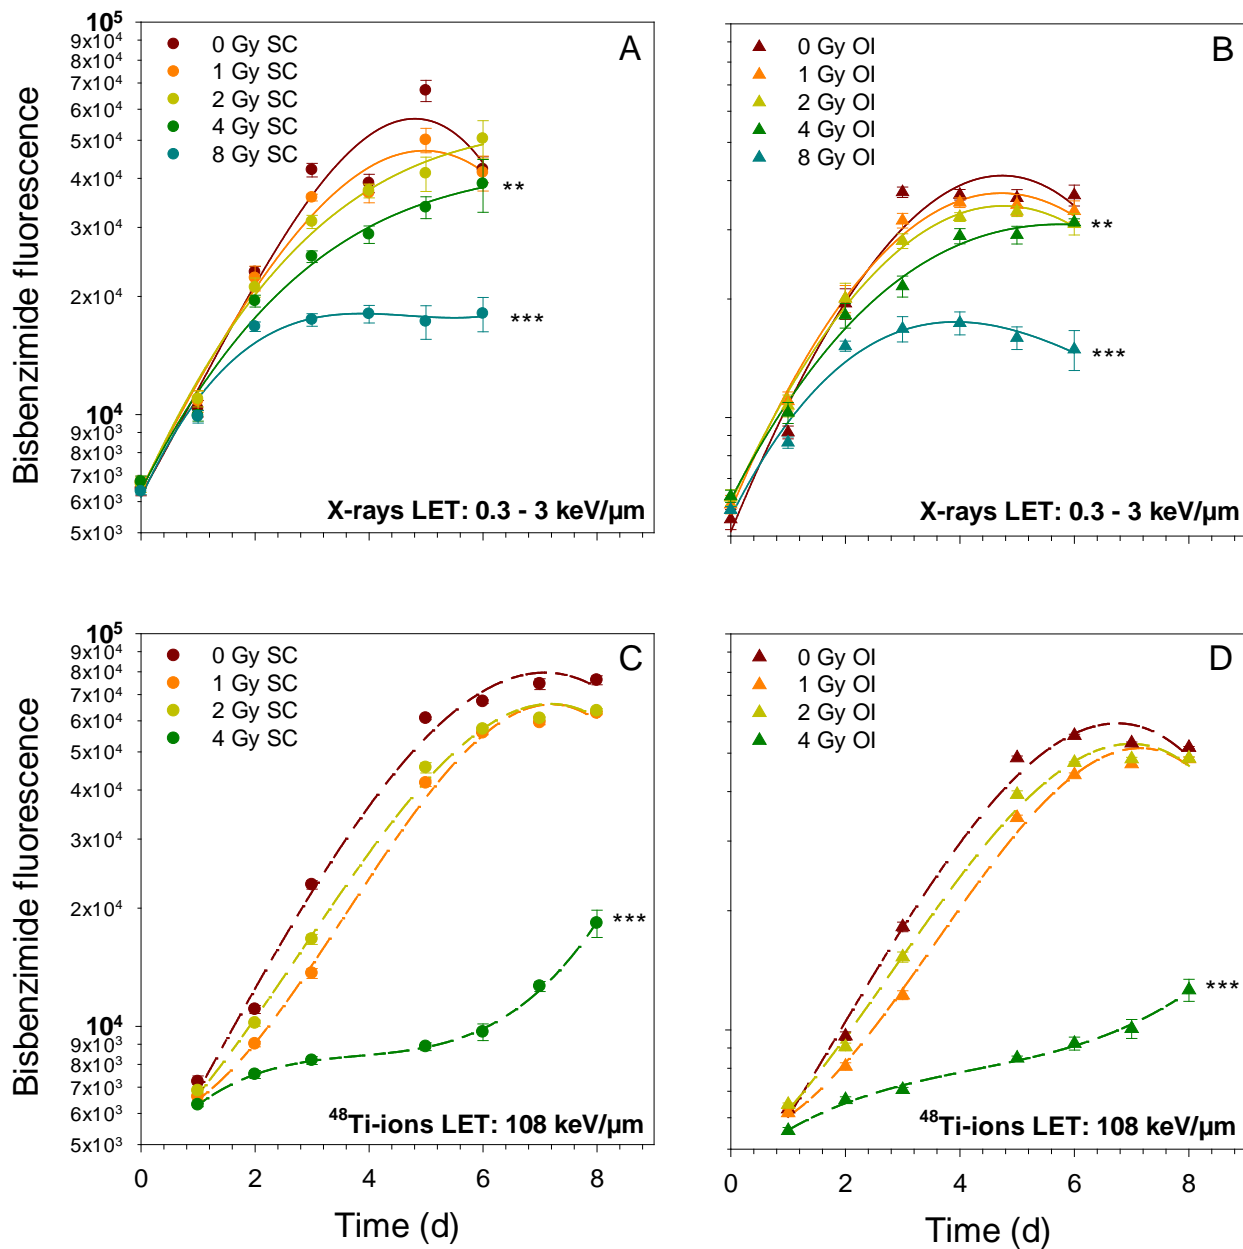 10⁵
9x10⁴
8x10⁴
7x10⁴
6x10⁴
5x10⁴
4x10⁴
3x10⁴
2x10⁴
10⁴
9x10³
8x10³
7x10³
6x10³
5x10³
Bisbenzimide fluorescence
0 Gy SC
1 Gy SC
2 Gy SC
4 Gy SC
8 Gy SC
A
**
***
X-rays LET: 0.3 - 3 keV/µm
0 Gy OI
1 Gy OI
2 Gy OI
4 Gy OI
8 Gy OI
B
**
***
X-rays LET: 0.3 - 3 keV/µm
10⁵
9x10⁴
8x10⁴
7x10⁴
6x10⁴
5x10⁴
4x10⁴
3x10⁴
2x10⁴
10⁴
9x10³
8x10³
7x10³
6x10³
5x10³
Bisbenzimide fluorescence
0 Gy SC
1 Gy SC
2 Gy SC
4 Gy SC
C
***
⁴⁸Ti-ions LET: 108 keV/µm
0 2 4 6 8
Time (d)
0 Gy OI
1 Gy OI
2 Gy OI
4 Gy OI
D
***
⁴⁸Ti-ions LET: 108 keV/µm
0 2 4 6 8
Time (d)